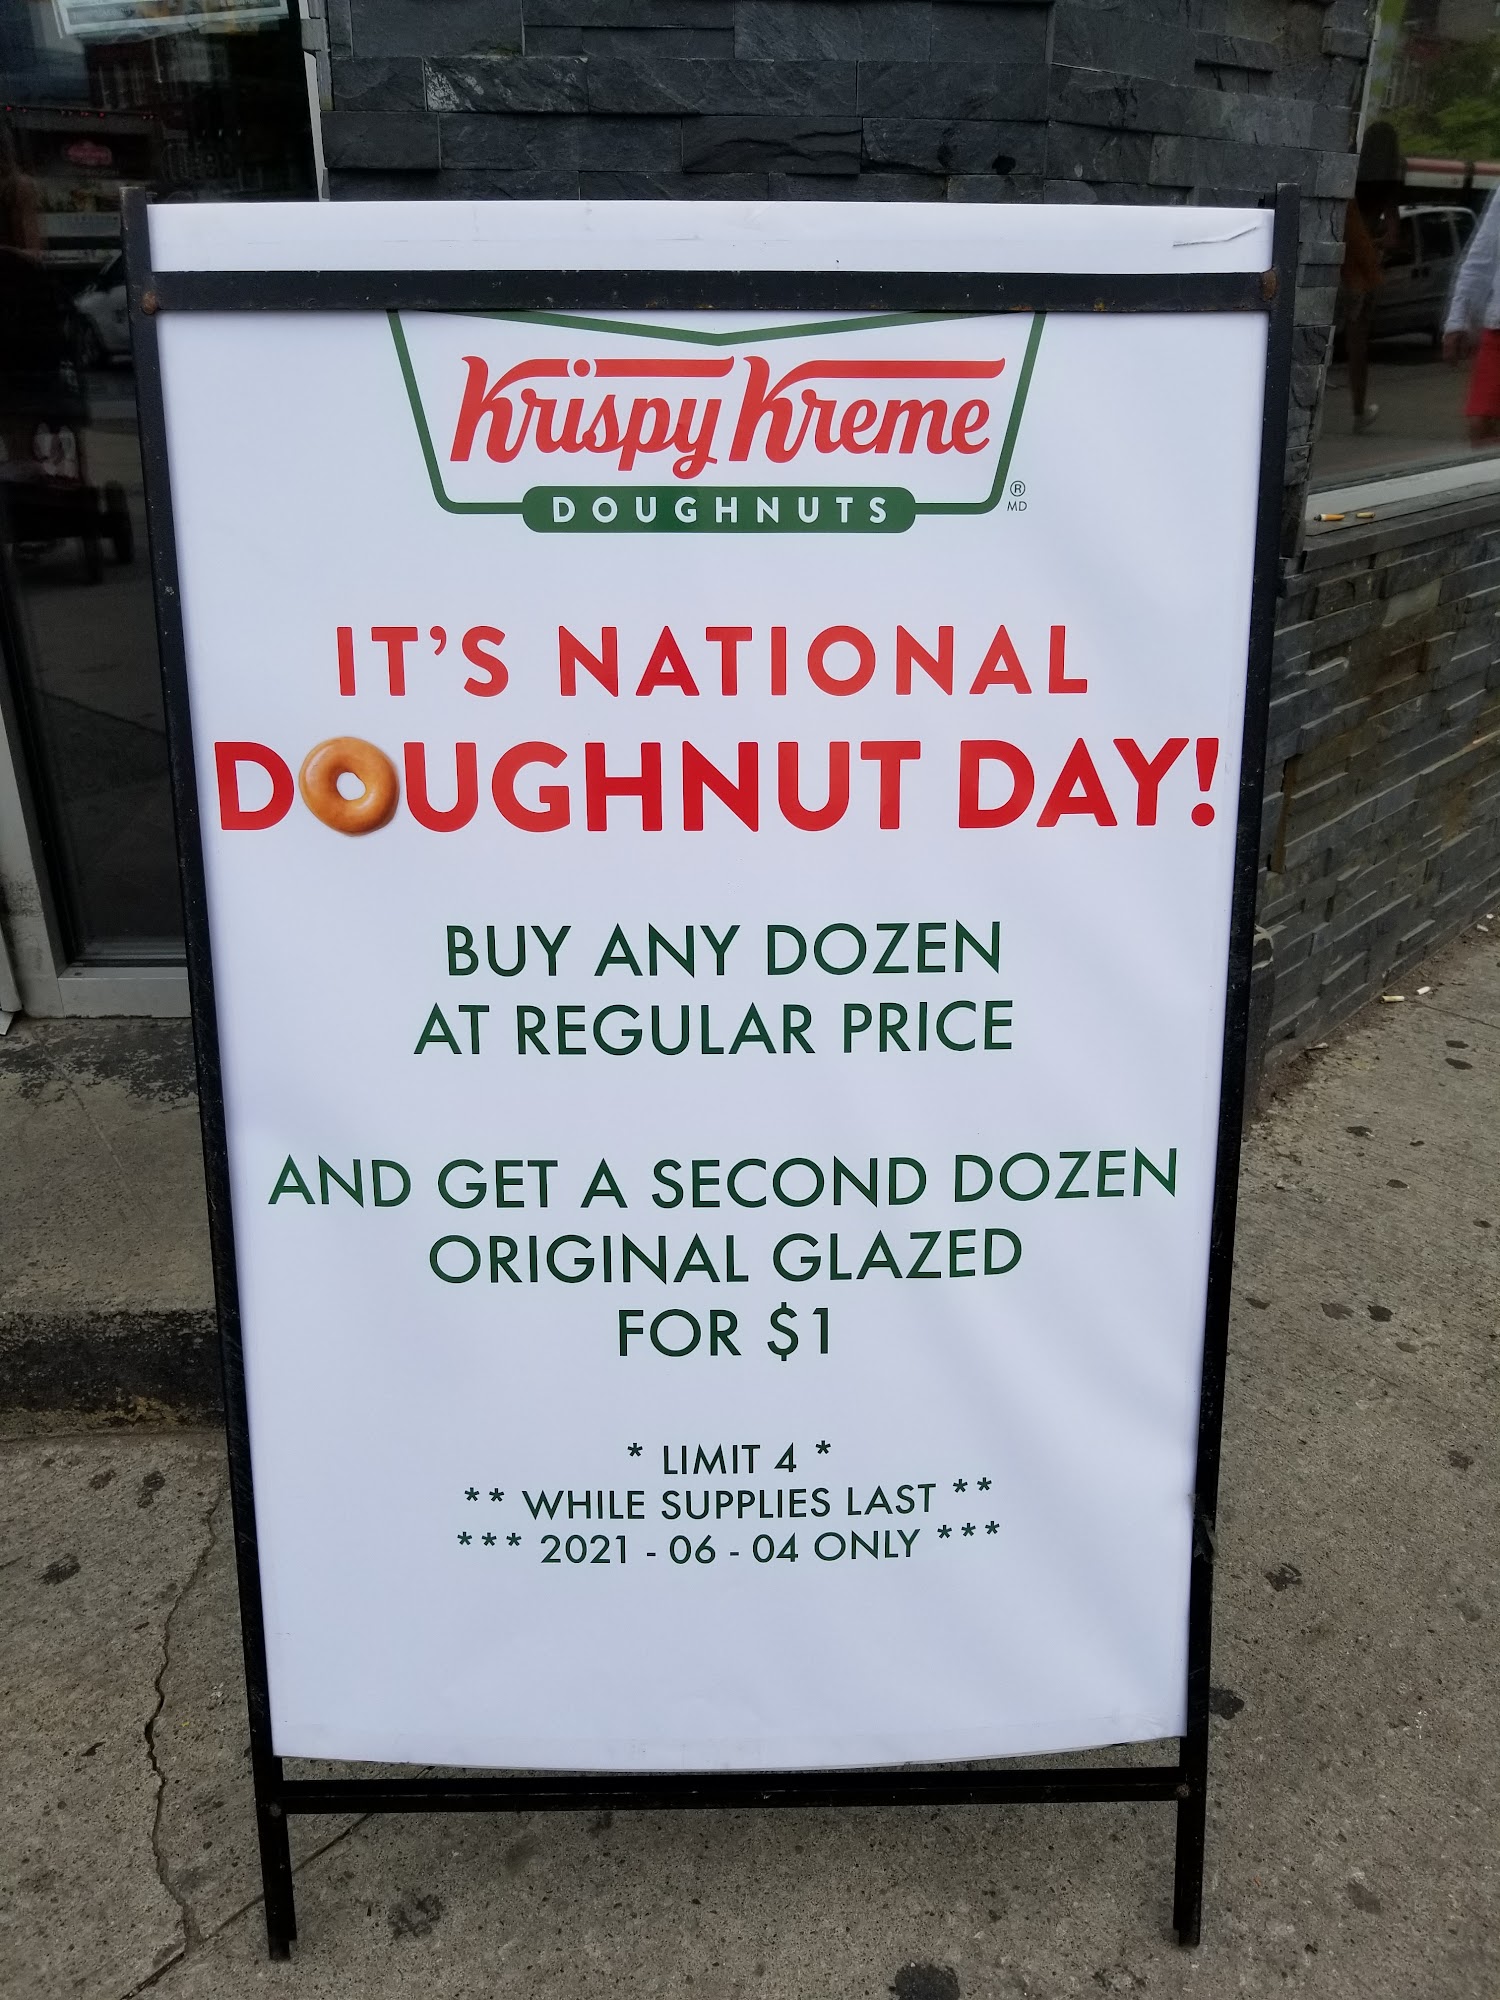 Krispy Kreme
DOUGHNUTS
®
MD
IT'S NATIONAL
DOUGHNUT DAY!
BUY ANY DOZEN
AT REGULAR PRICE
AND GET A SECOND DOZEN
ORIGINAL GLAZED
FOR $1
* LIMIT 4 *
** WHILE SUPPLIES LAST **
*** 2021 - 06 - 04 ONLY ***